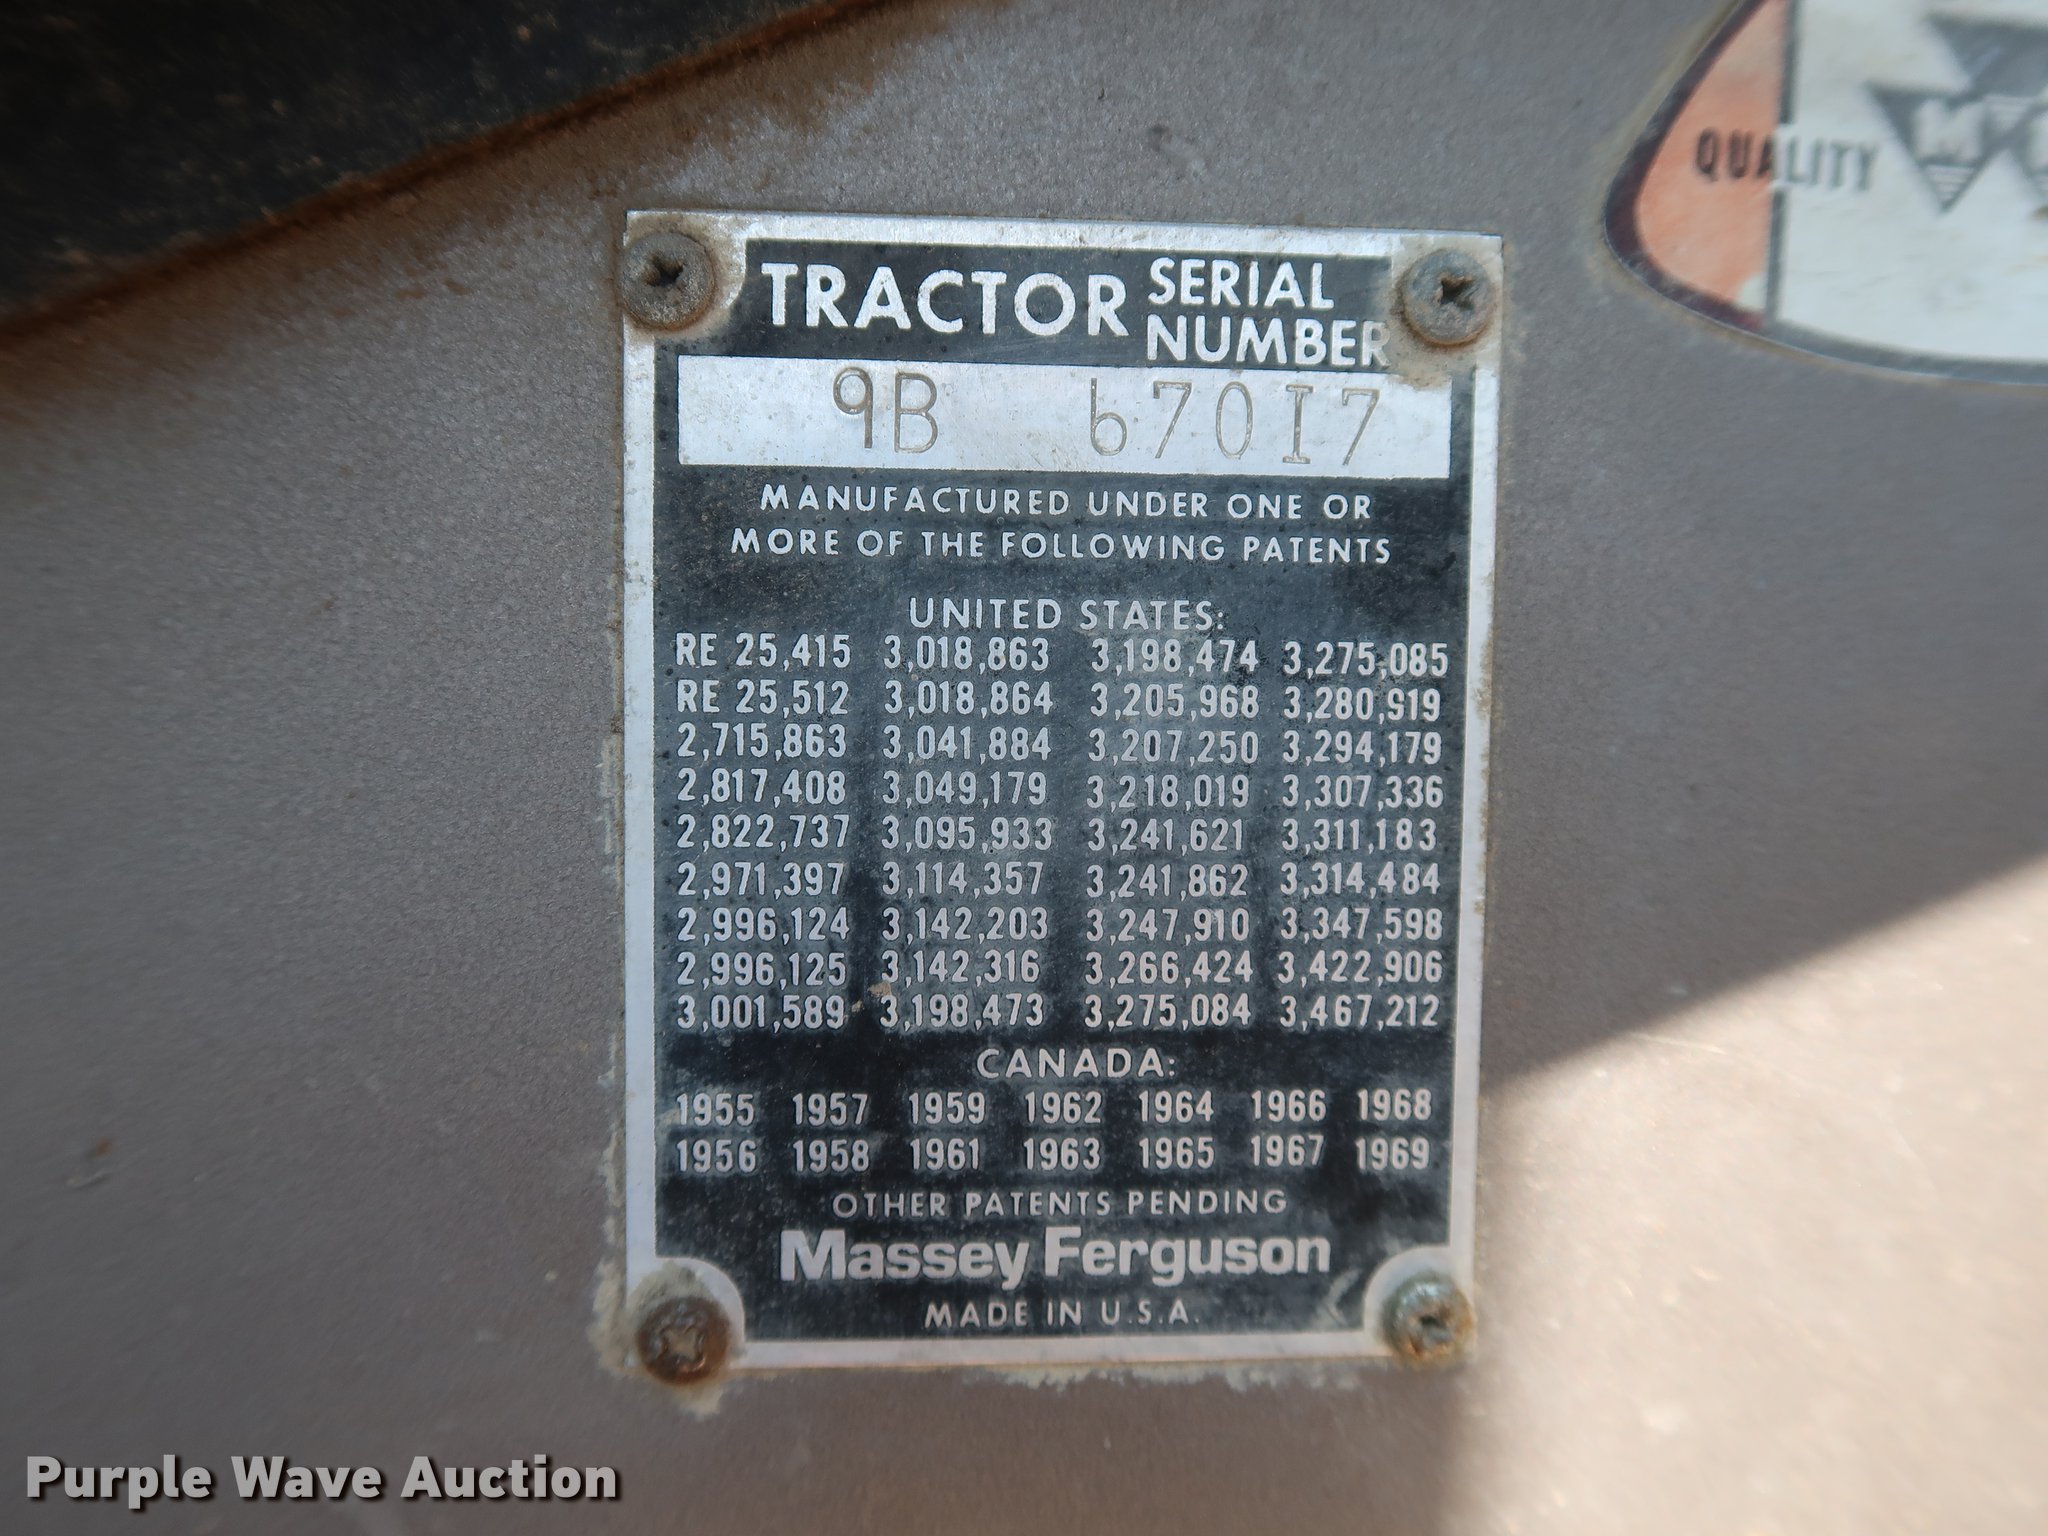 QUALITY
TRACTOR SERIAL NUMBER
9B 67017
MANUFACTURED UNDER ONE OR
MORE OF THE FOLLOWING PATENTS
UNITED STATES:
RE 25,415 3,018,863 3,198,474 3,275,085
RE 25,512 3,018,864 3,205,968 3,280,919
2,715,863 3,041,884 3,207,250 3,294,179
2,817,408 3,049,179 3,218,019 3,307,336
2,822,737 3,095,933 3,241,621 3,311,183
2,971,397 3,114,357 3,241,862 3,314,484
2,996,124 3,142,203 3,247,910 3,347,598
2,996,125 3,142,316 3,266,424 3,422,906
3,001,589 3,198,473 3,275,084 3,467,212
CANADA:
1955 1957 1959 1962 1964 1966 1968
1956 1958 1961 1963 1965 1967 1969
OTHER PATENTS PENDING
Massey Ferguson
MADE IN U.S.A.
Purple Wave Auction